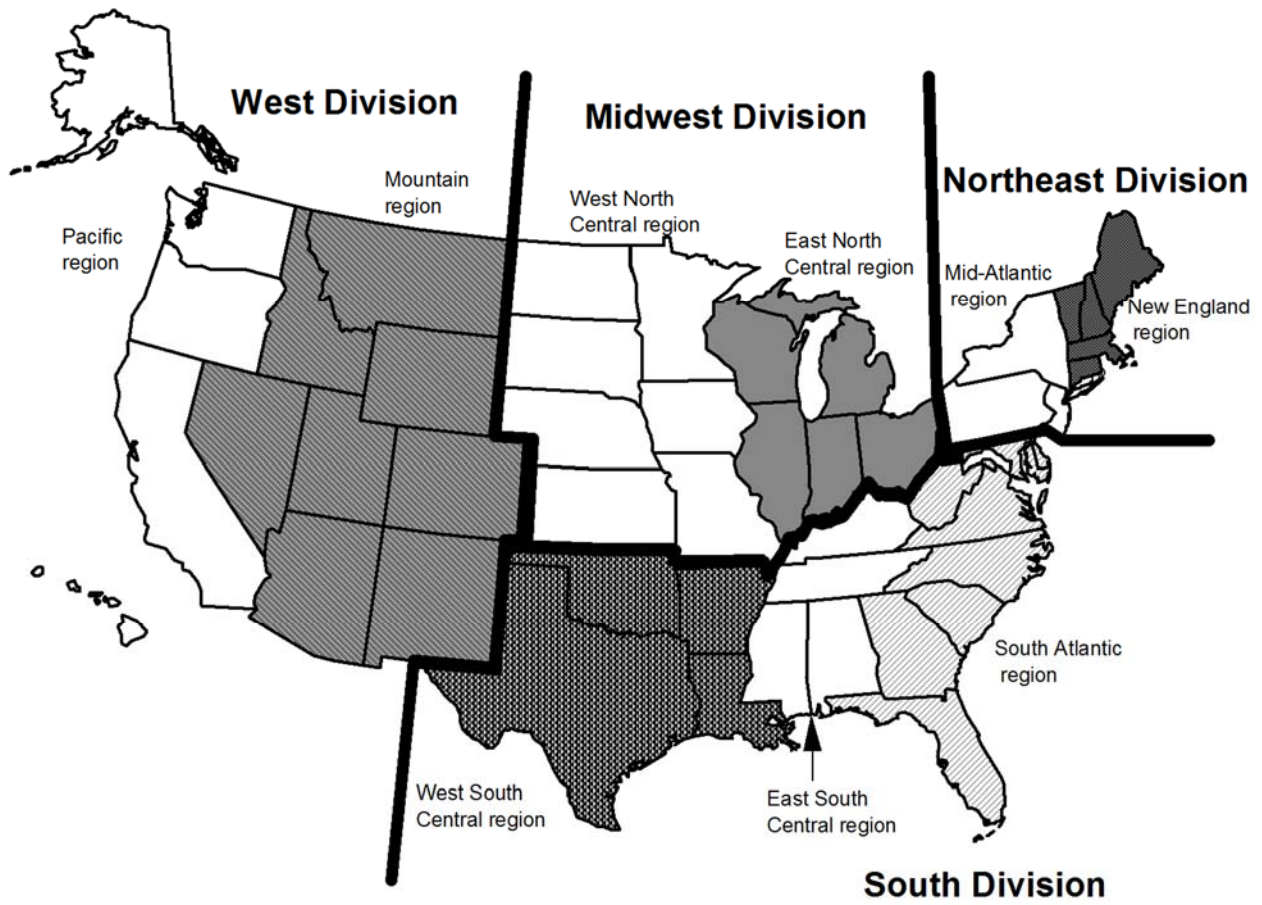 West Division
Midwest Division
Northeast Division
Mountain
region
West North
Central region
Pacific
region
East North
Central region
Mid-Atlantic
region
New England
region
South Atlantic
region
West South
Central region
East South
Central region
South Division